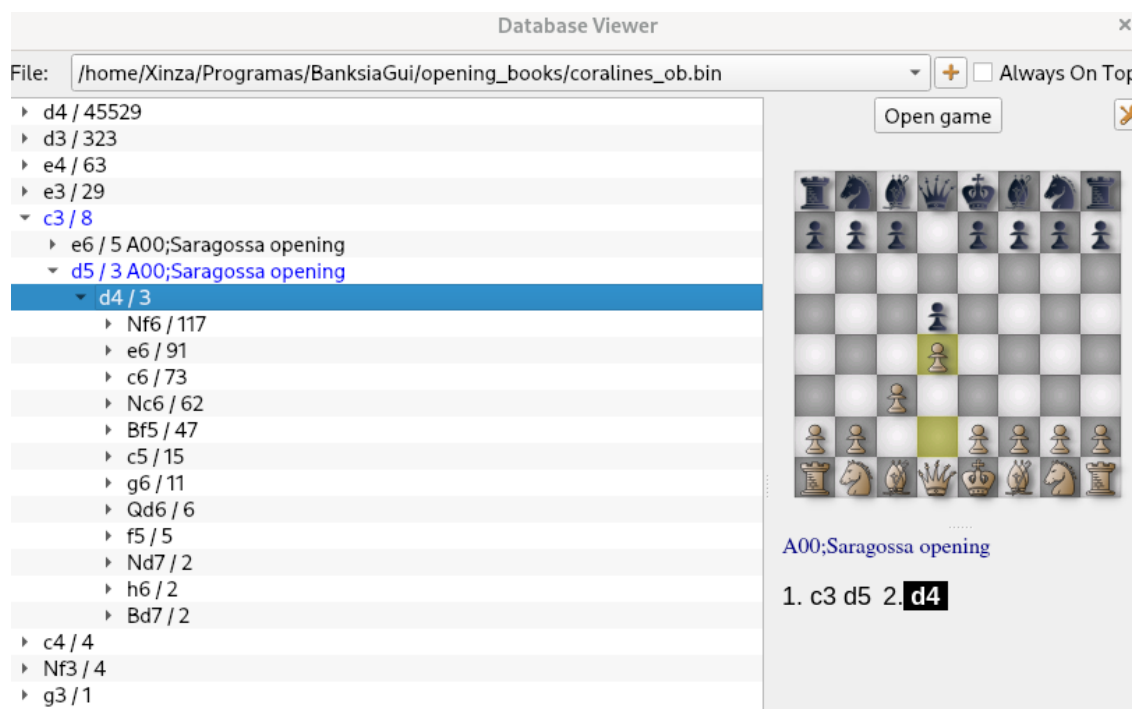 Database Viewer
File: /home/Xinza/Programas/BanksiaGui/opening_books/coralines_ob.bin Always On Top
Open game
d4 / 45529
d3 / 323
e4 / 63
e3 / 29
c3 / 8
e6 / 5 A00;Saragossa opening
d5 / 3 A00;Saragossa opening
d4 / 3
Nf6 / 117
e6 / 91
c6 / 73
Nc6 / 62
Bf5 / 47
c5 / 15
g6 / 11
Qd6 / 6
f5 / 5
Nd7 / 2
h6 / 2
Bd7 / 2
c4 / 4
Nf3 / 4
g3 / 1
A00;Saragossa opening
1. c3 d5 2. d4